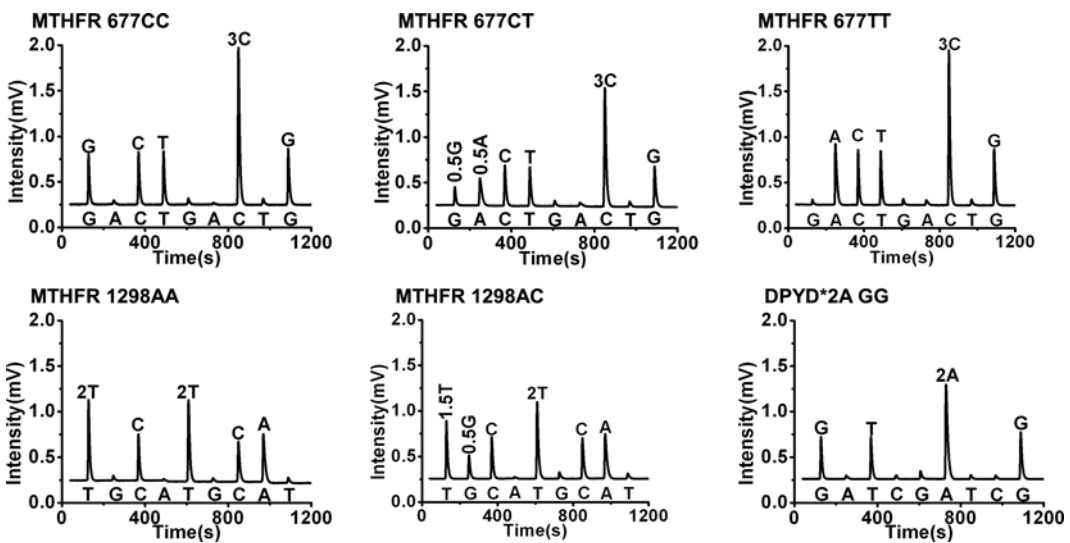 MTHFR 677CC
Intensity(mV)
2.0
1.5
1.0
0.5
0.0
G
C
T
3C
G
G A C T G A C T G
0 400 800 1200
Time(s)
MTHFR 677CT
Intensity(mV)
2.0
1.5
1.0
0.5
0.0
0.5G
0.5A
C
T
3C
G
G A C T G A C T G
0 400 800 1200
Time(s)
MTHFR 677TT
Intensity(mV)
2.0
1.5
1.0
0.5
0.0
A
C
T
3C
G
G A C T G A C T G
0 400 800 1200
Time(s)
MTHFR 1298AA
Intensity(mV)
2.0
1.5
1.0
0.5
0.0
2T
C
2T
C
A
T G C A T G C A T
0 400 800 1200
Time(s)
MTHFR 1298AC
Intensity(mV)
2.0
1.5
1.0
0.5
0.0
1.5T
0.5G
C
2T
C
A
T G C A T G C A T
0 400 800 1200
Time(s)
DPYD*2A GG
Intensity(mV)
2.0
1.5
1.0
0.5
0.0
G
T
2A
G
G A T C G A T C G
0 400 800 1200
Time(s)